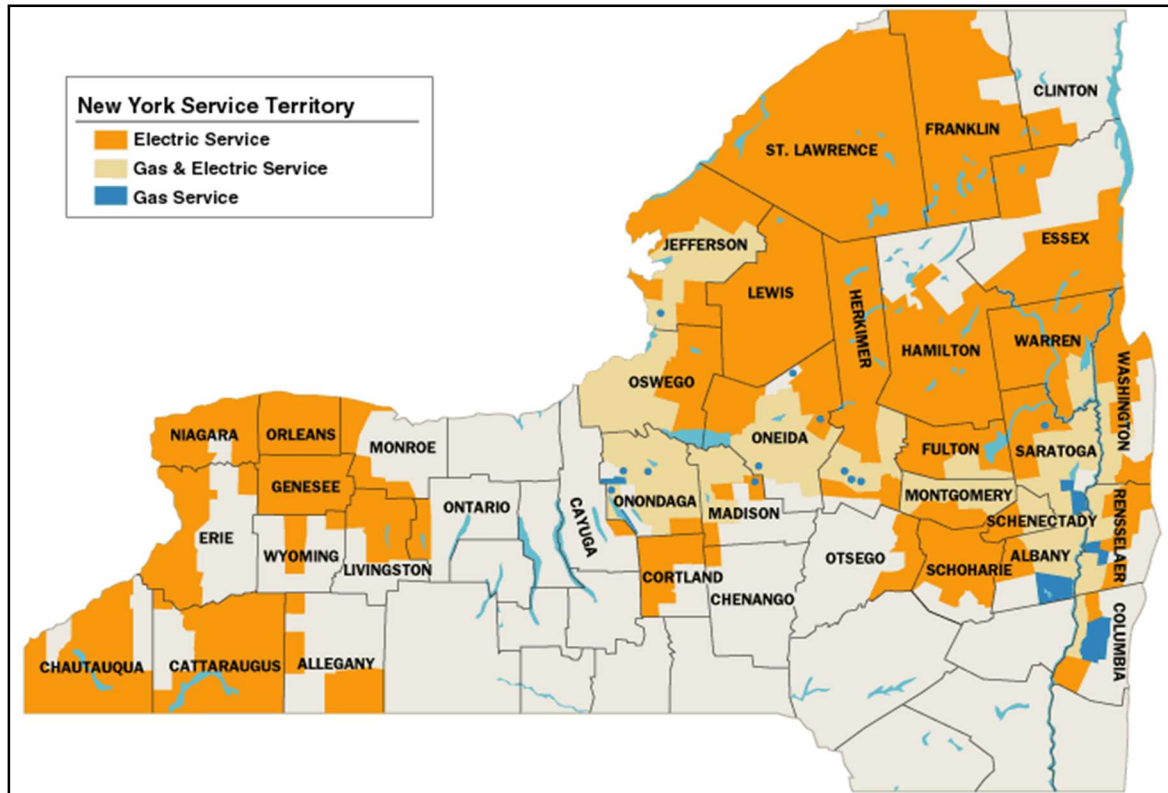 New York Service Territory
Electric Service
Gas & Electric Service
Gas Service
CLINTON
FRANKLIN
ST. LAWRENCE
JEFFERSON
ESSEX
LEWIS
HERKIMER
HAMILTON
WARREN
WASHINGTON
OSWEGO
ONEIDA
NIAGARA
ORLEANS
MONROE
FULTON
SARATOGA
GENESEE
ONONDAGA
MONTGOMERY
ONTARIO
CAYUGA
MADISON
SCHENECTADY
RENSSELAER
ERIE
WYOMING
LIVINGSTON
OTSEGO
ALBANY
SCHOHARIE
CORTLAND
CHENANGO
COLUMBIA
CHAUTAUQUA
CATTARAUGUS
ALLEGANY